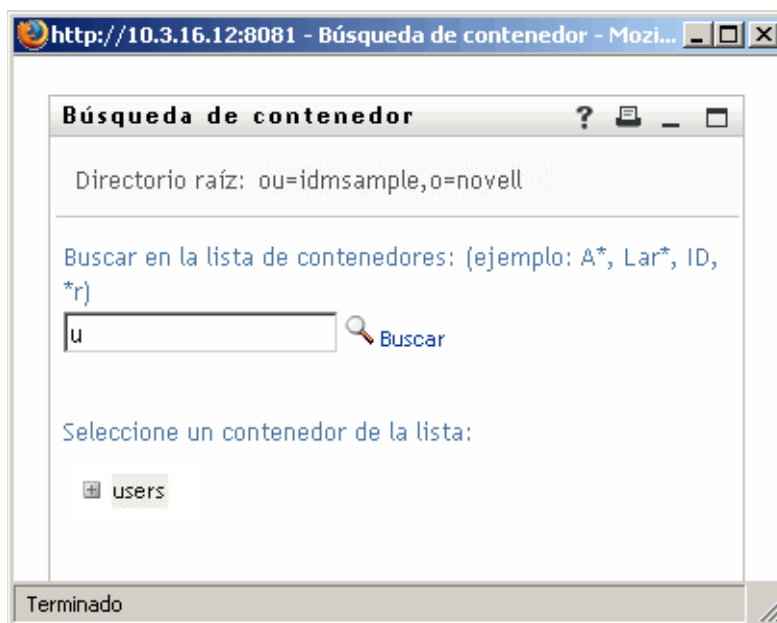 http://10.3.16.12:8081 - Búsqueda de contenedor - Mozi...
Búsqueda de contenedor
Directorio raíz: ou=idmsample,o=novell
Buscar en la lista de contenedores: (ejemplo: A*, Lar*, ID,
*r)
u
Buscar
Seleccione un contenedor de la lista:
users
Terminado